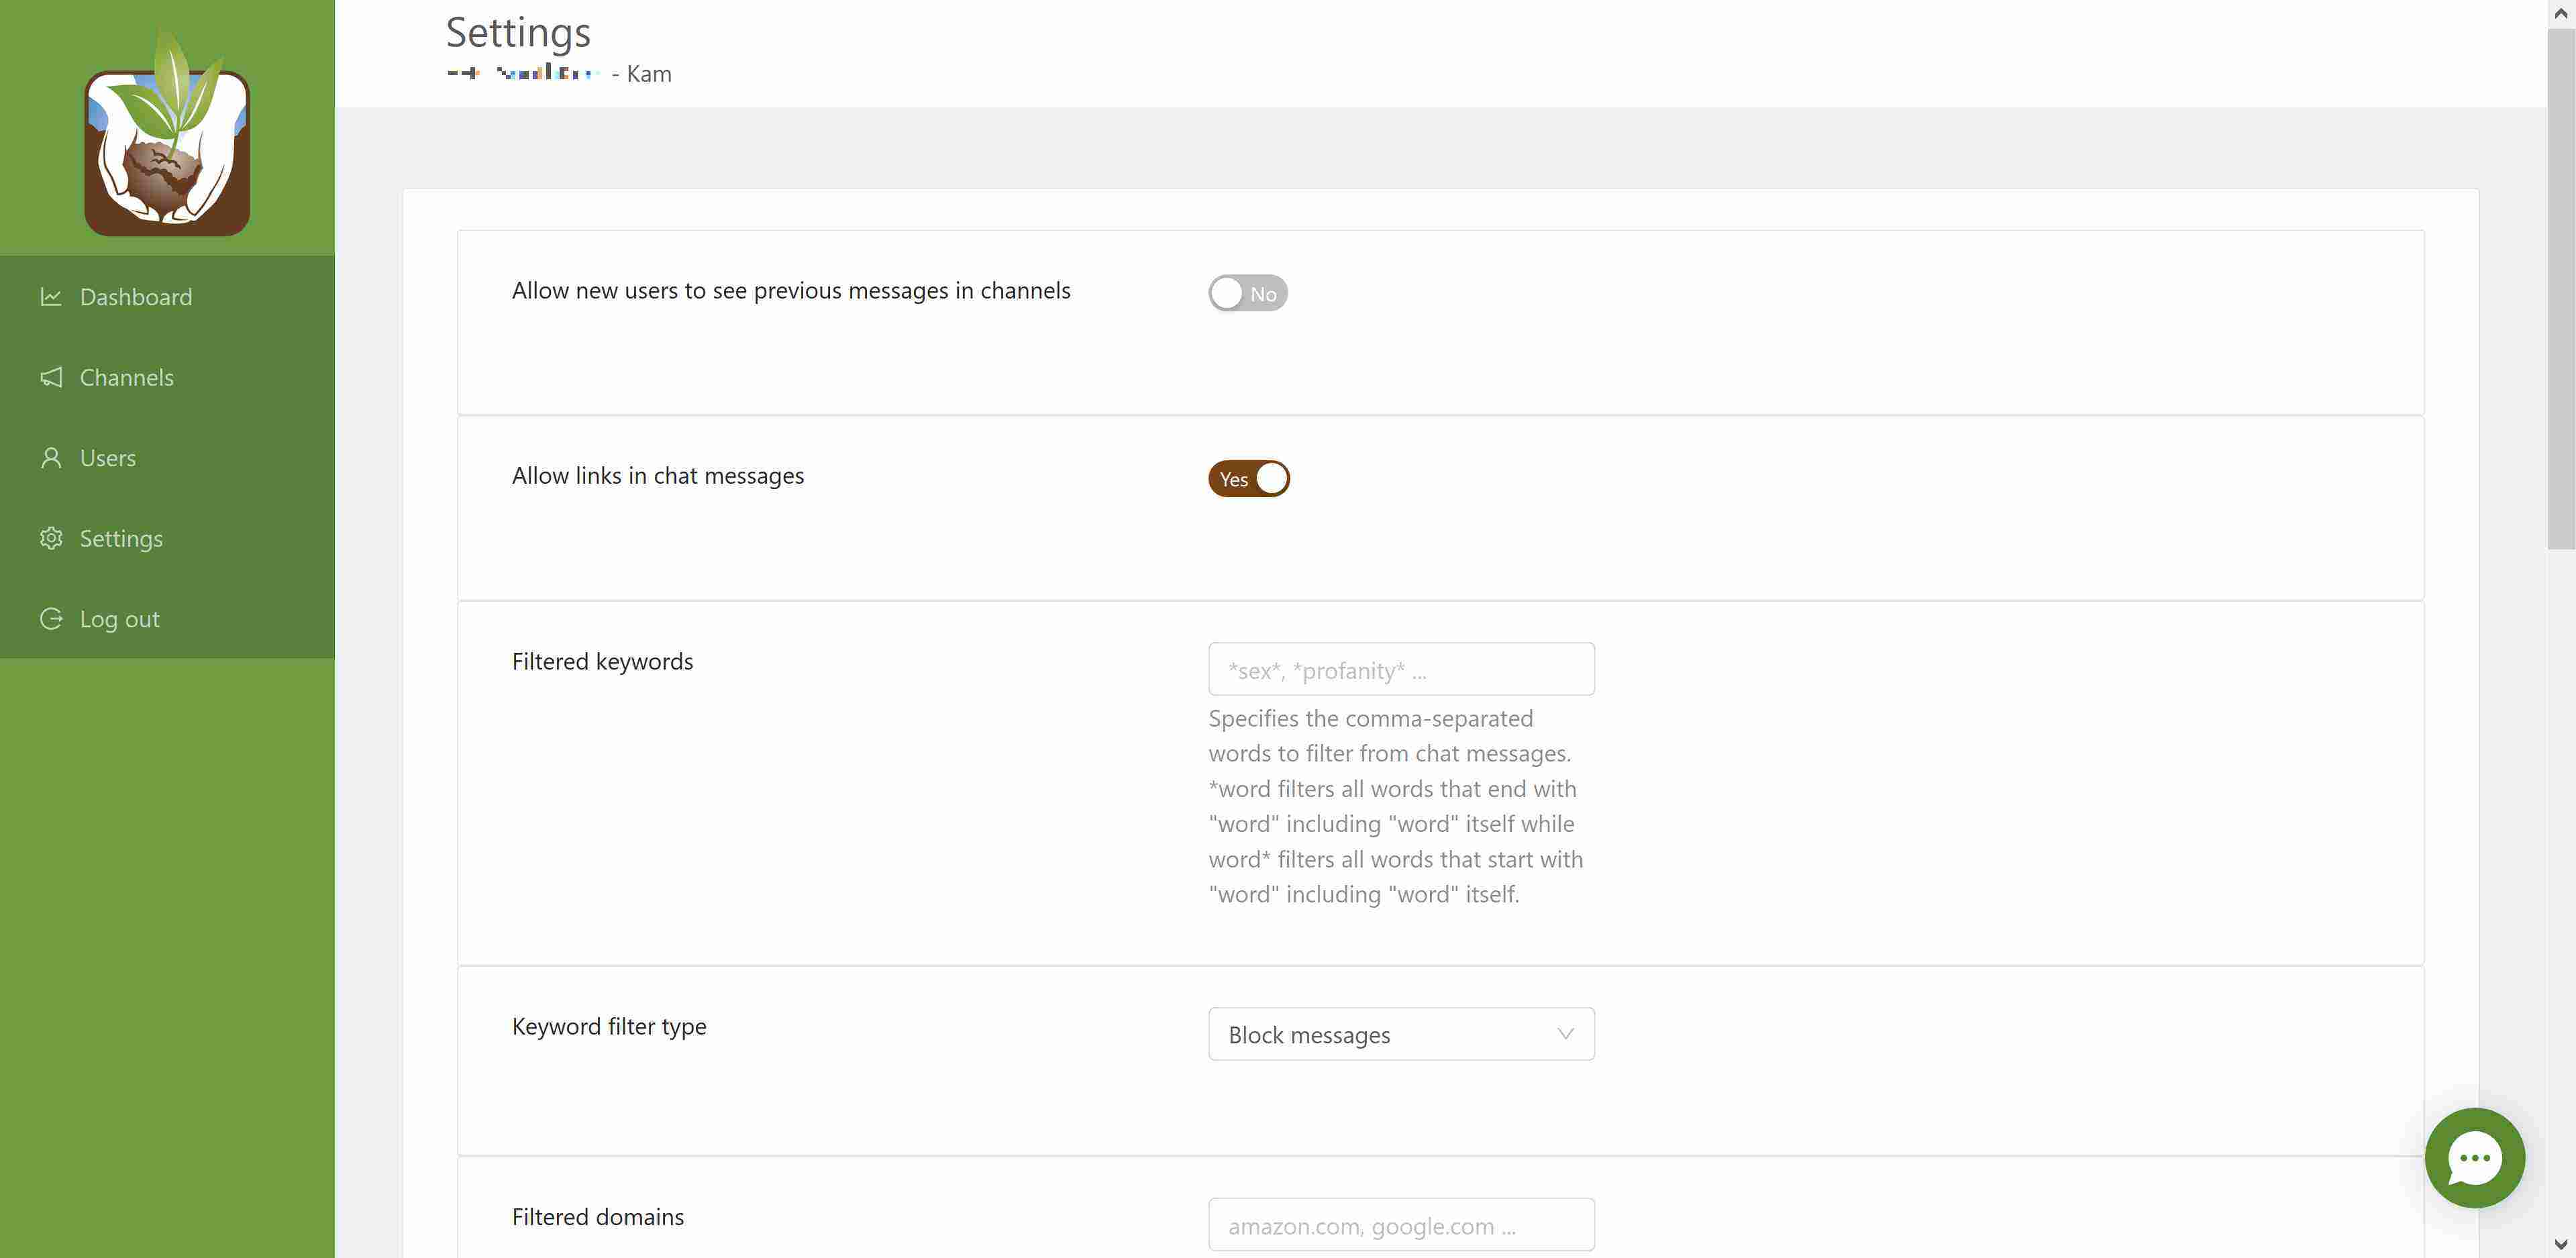 Settings
- Kam
Dashboard
Channels
Users
Settings
Log out
Allow new users to see previous messages in channels
No
Allow links in chat messages
Yes
Filtered keywords
*sex*, *profanity* ...
Specifies the comma-separated
words to filter from chat messages.
*word filters all words that end with
"word" including "word" itself while
word* filters all words that start with
"word" including "word" itself.
Keyword filter type
Block messages
Filtered domains
amazon.com, google.com ...